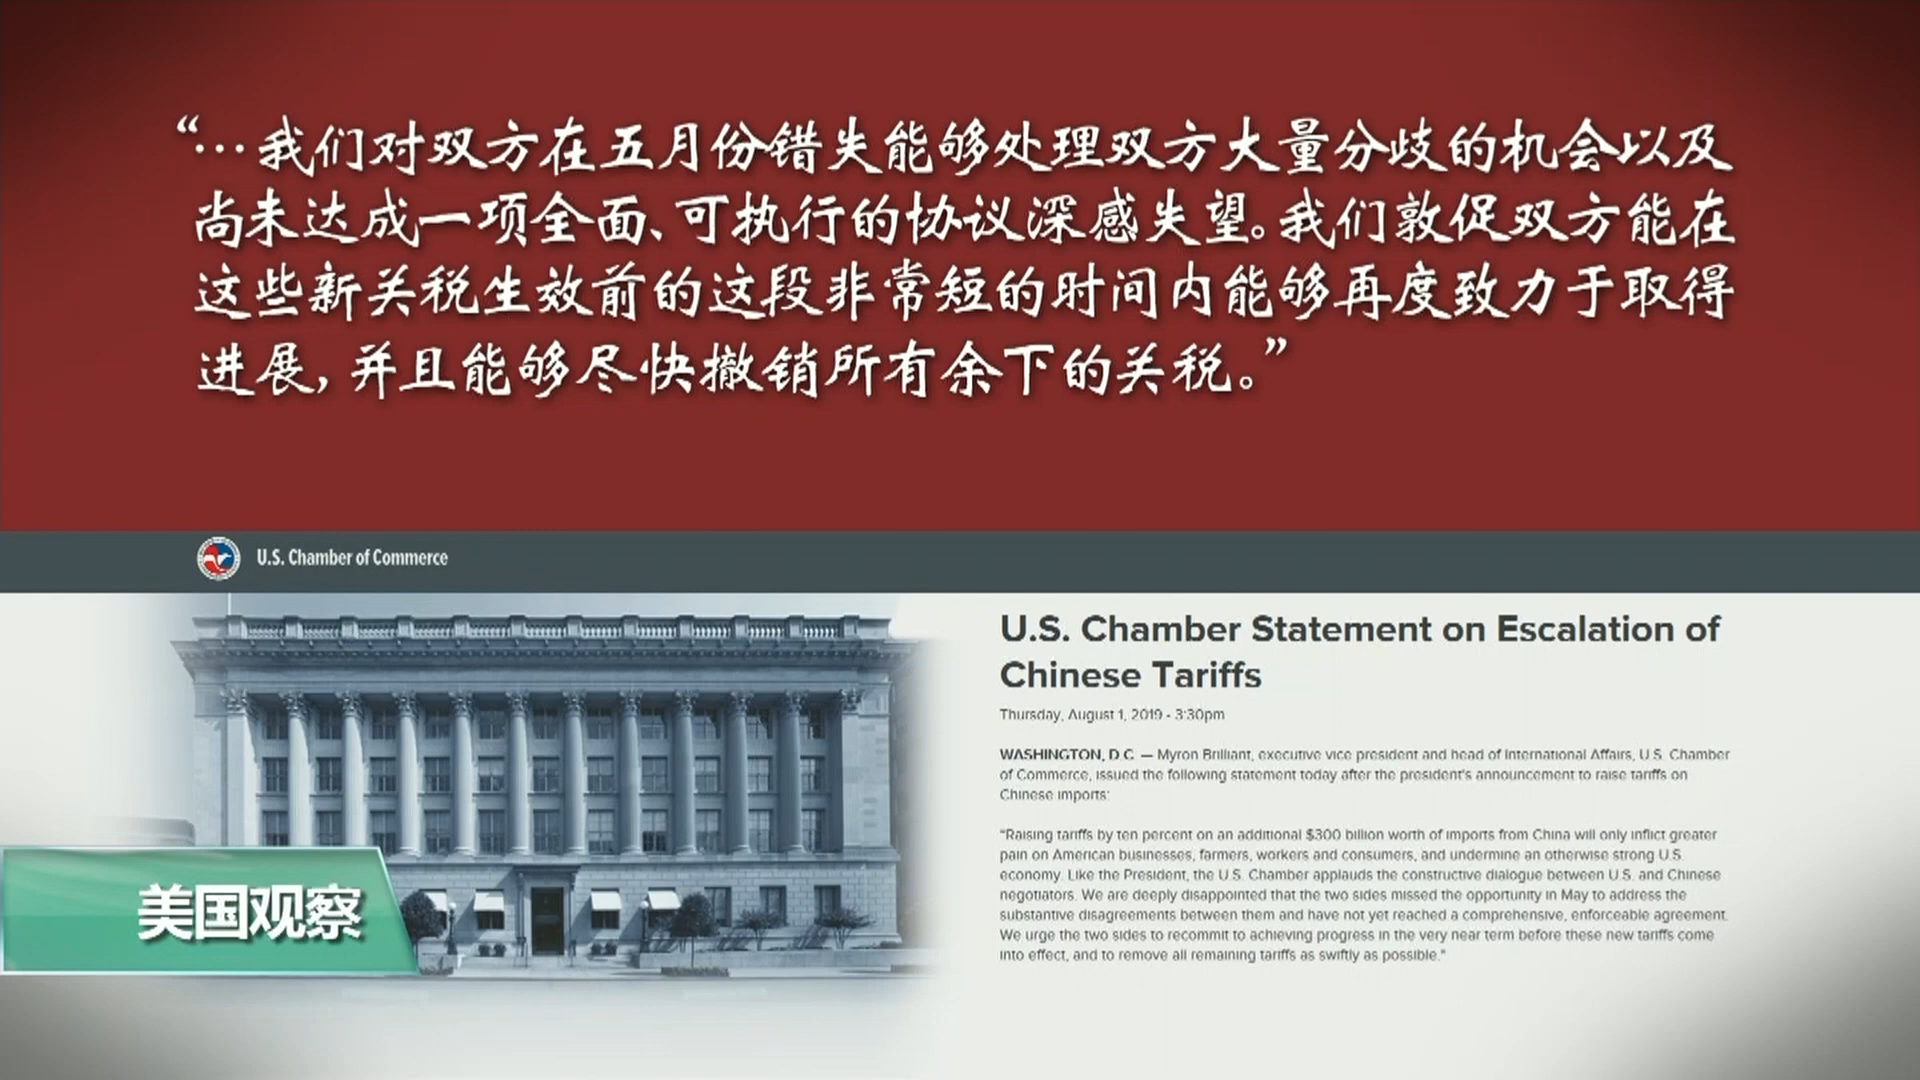 “…我们对双方在五月份错失能够处理双方大量分歧的机会以及
尚未达成一项全面、可执行的协议深感失望。我们敦促双方能在
这些新关税生效前的这段非常短的时间内能够再度致力于取得
进展，并且能够尽快撤销所有余下的关税。”
U.S. Chamber of Commerce
U.S. Chamber Statement on Escalation of
Chinese Tariffs
Thursday, August 1, 2019 - 3:30pm
WASHINGTON, D.C. — Myron Brilliant, executive vice president and head of International Affairs, U.S. Chamber
of Commerce, issued the following statement today after the president's announcement to raise tariffs on
Chinese imports:
“Raising tariffs by ten percent on an additional $300 billion worth of imports from China will only inflict greater
pain on American businesses, farmers, workers and consumers, and undermine an otherwise strong U.S.
economy. Like the President, the U.S. Chamber applauds the constructive dialogue between U.S. and Chinese
negotiators. We are deeply disappointed that the two sides missed the opportunity in May to address the
substantive disagreements between them and have not yet reached a comprehensive, enforceable agreement.
We urge the two sides to recommit to achieving progress in the very near term before these new tariffs come
into effect, and to remove all remaining tariffs as swiftly as possible.”
美国观察